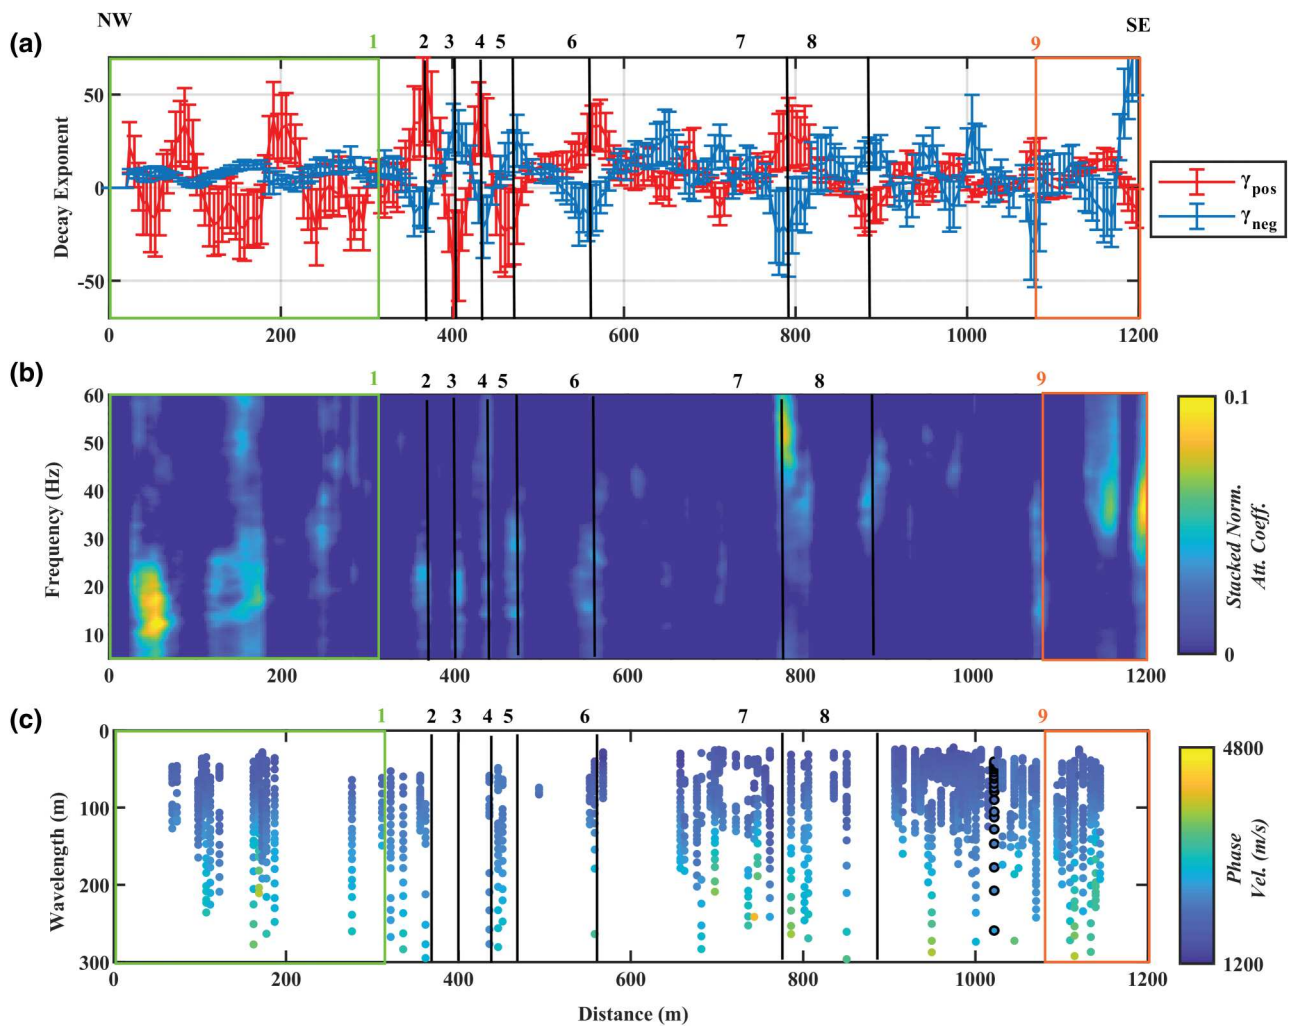 NW
SE
(a)
1 2 3 4 5 6 7 8 9
Decay Exponent
50
0
-50
0 200 400 600 800 1000 1200
γpos
γneg
(b)
1 2 3 4 5 6 7 8 9
Frequency (Hz)
60
50
40
30
20
10
0 200 400 600 800 1000 1200
0.1
0
Stacked Norm.
Att. Coeff.
(c)
1 2 3 4 5 6 7 8 9
Wavelength (m)
0
100
200
300
0 200 400 600 800 1000 1200
Distance (m)
4800
1200
Phase
Vel. (m/s)